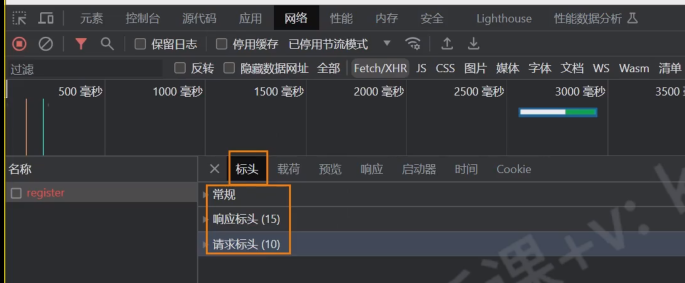 元素 控制台 源代码 应用 网络 性能 内存 安全 Lighthouse 性能数据分析
保留日志 停用缓存 已停用节流模式
过滤 反转 隐藏数据网址 全部 Fetch/XHR JS CSS 图片 媒体 字体 文档 WS Wasm 清单
500 毫秒 1000 毫秒 1500 毫秒 2000 毫秒 2500 毫秒 3000 毫秒 3500
名称 标头 载荷 预览 响应 启动器 时间 Cookie
register 常规
响应标头 (15)
请求标头 (10)
课+v: